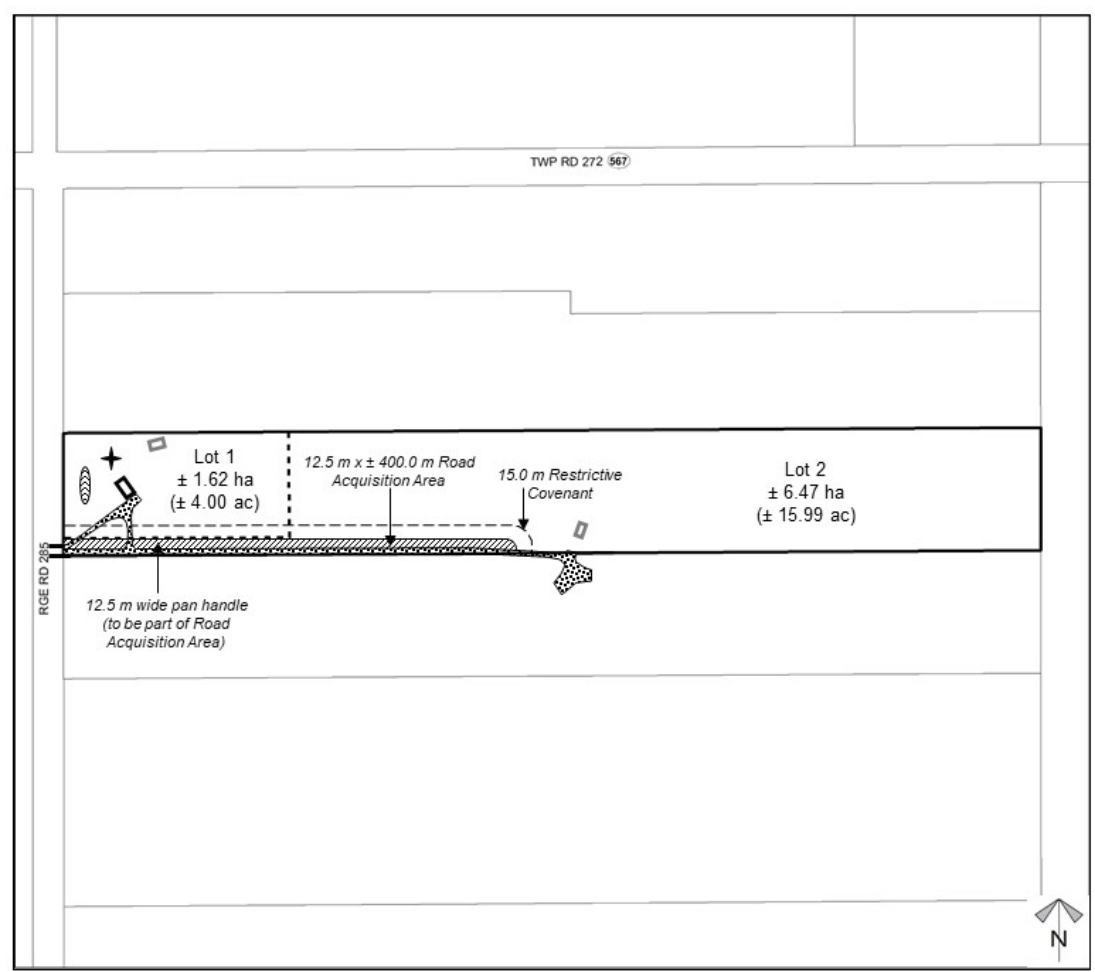 TWP RD 272 567
Lot 1
± 1.62 ha
(± 4.00 ac)
12.5 m x ± 400.0 m Road
Acquisition Area
15.0 m Restrictive
Covenant
Lot 2
± 6.47 ha
(± 15.99 ac)
RGE RD 285
12.5 m wide pan handle
(to be part of Road
Acquisition Area)
N